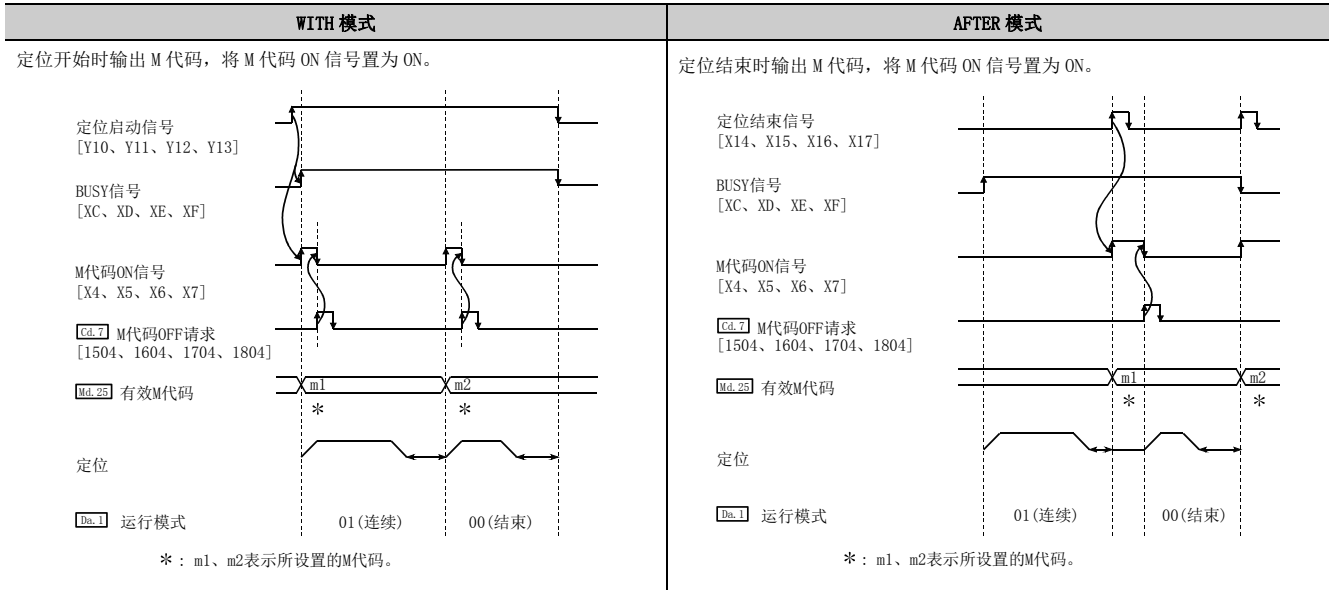 WITH 模式
定位开始时输出 M 代码，将 M 代码 ON 信号置为 ON。
定位启动信号
[Y10、Y11、Y12、Y13]
BUSY信号
[XC、XD、XE、XF]
M代码ON信号
[X4、X5、X6、X7]
Cd.7 M代码OFF请求
[1504、1604、1704、1804]
Md.25 有效M代码
m1
m2
*
*
定位
Da.1 运行模式
01(连续)
00(结束)
*: m1、m2表示所设置的M代码。
AFTER 模式
定位结束时输出 M 代码，将 M 代码 ON 信号置为 ON。
定位结束信号
[X14、X15、X16、X17]
BUSY信号
[XC、XD、XE、XF]
M代码ON信号
[X4、X5、X6、X7]
Cd.7 M代码OFF请求
[1504、1604、1704、1804]
Md.25 有效M代码
m1
m2
*
*
定位
Da.1 运行模式
01(连续)
00(结束)
*: m1、m2表示所设置的M代码。